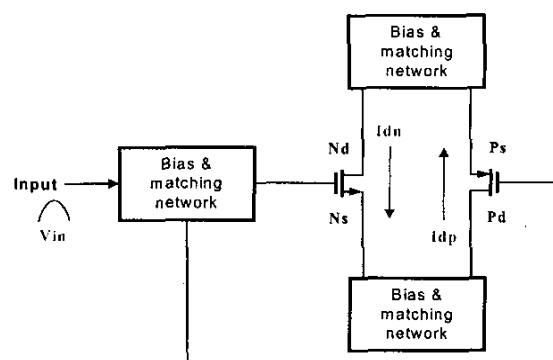 Bias &
matching
network
Idn
Nd
Ps
Bias &
matching
network
Input
Vin
Ns
Pd
Idp
Bias &
matching
network